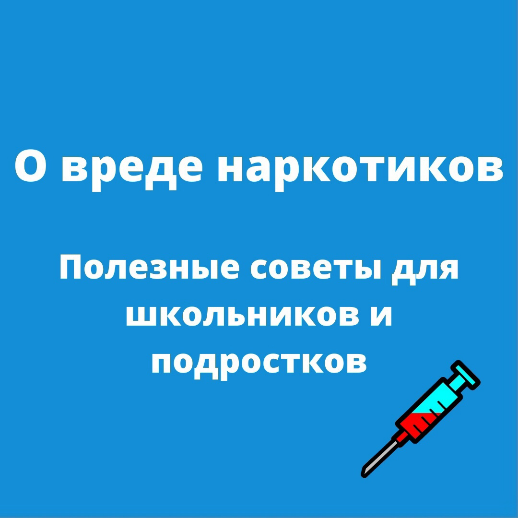 О вреде наркотиков
Полезные советы для
школьников и
подростков